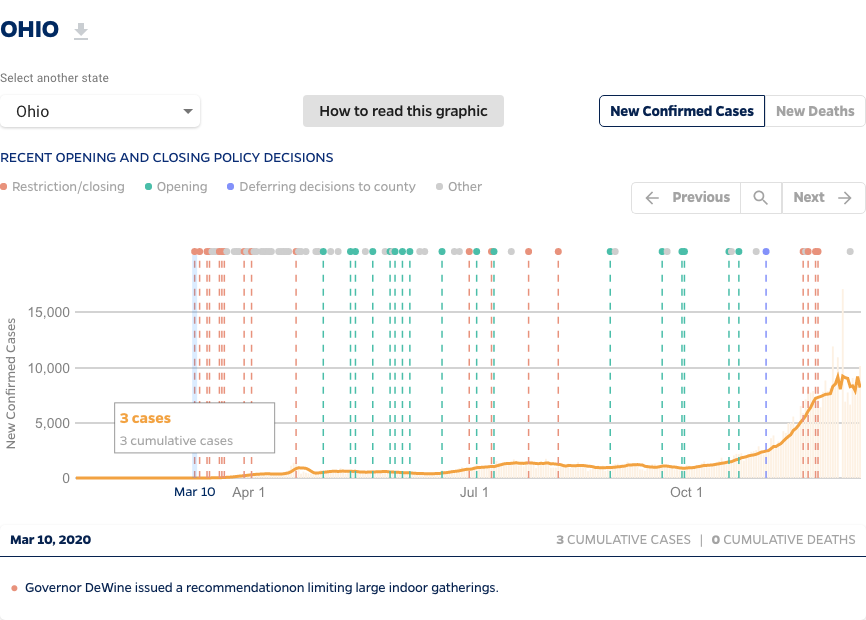 OHIO
Select another state
Ohio
How to read this graphic
New Confirmed Cases New Deaths
RECENT OPENING AND CLOSING POLICY DECISIONS
Restriction/closing Opening Deferring decisions to county Other
Previous Next
New Confirmed Cases
15,000
10,000
5,000
0
3 cases
3 cumulative cases
Mar 10 Apr 1 Jul 1 Oct 1
Mar 10, 2020 3 CUMULATIVE CASES | 0 CUMULATIVE DEATHS
Governor DeWine issued a recommendationon limiting large indoor gatherings.